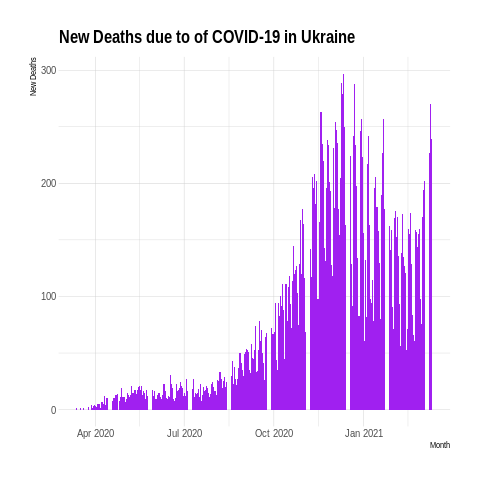 New Deaths due to of COVID-19 in Ukraine
New Deaths
300
200
100
0
Apr 2020 Jul 2020 Oct 2020 Jan 2021
Month